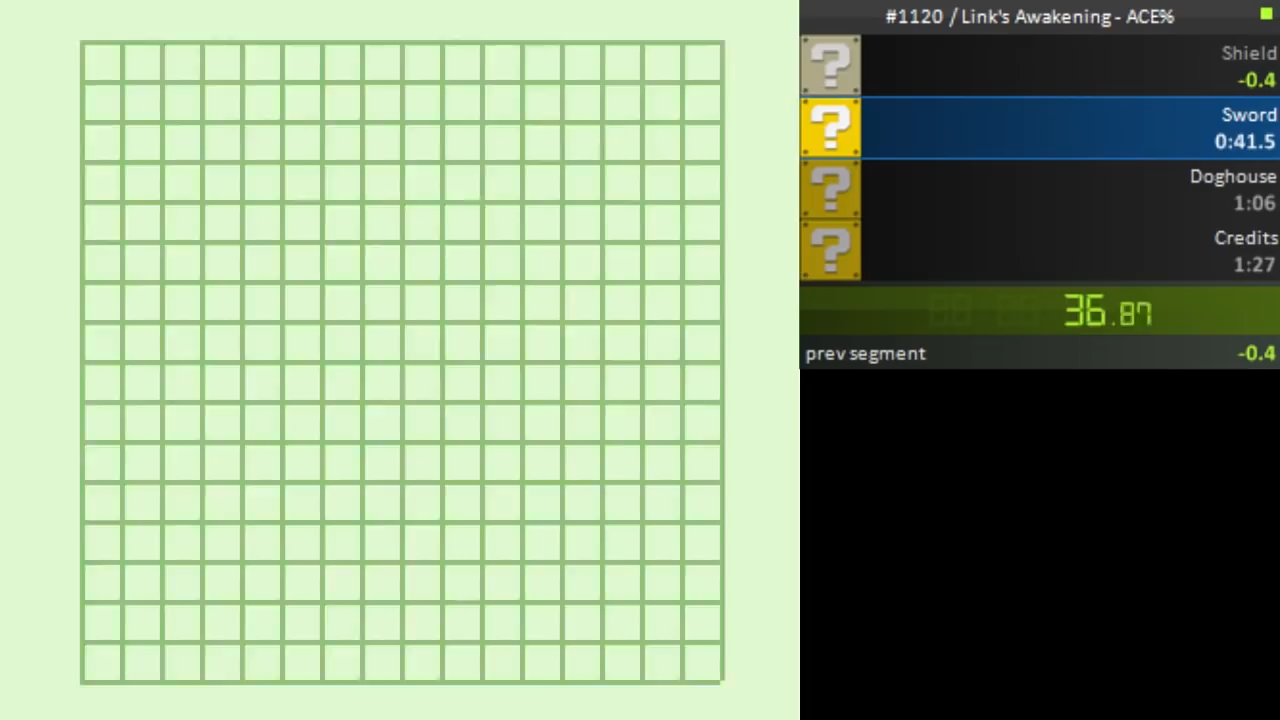 #1120 / Link's Awakening - ACE%
Shield
-0.4
Sword
0:41.5
Doghouse
1:06
Credits
1:27
36.87
prev segment -0.4